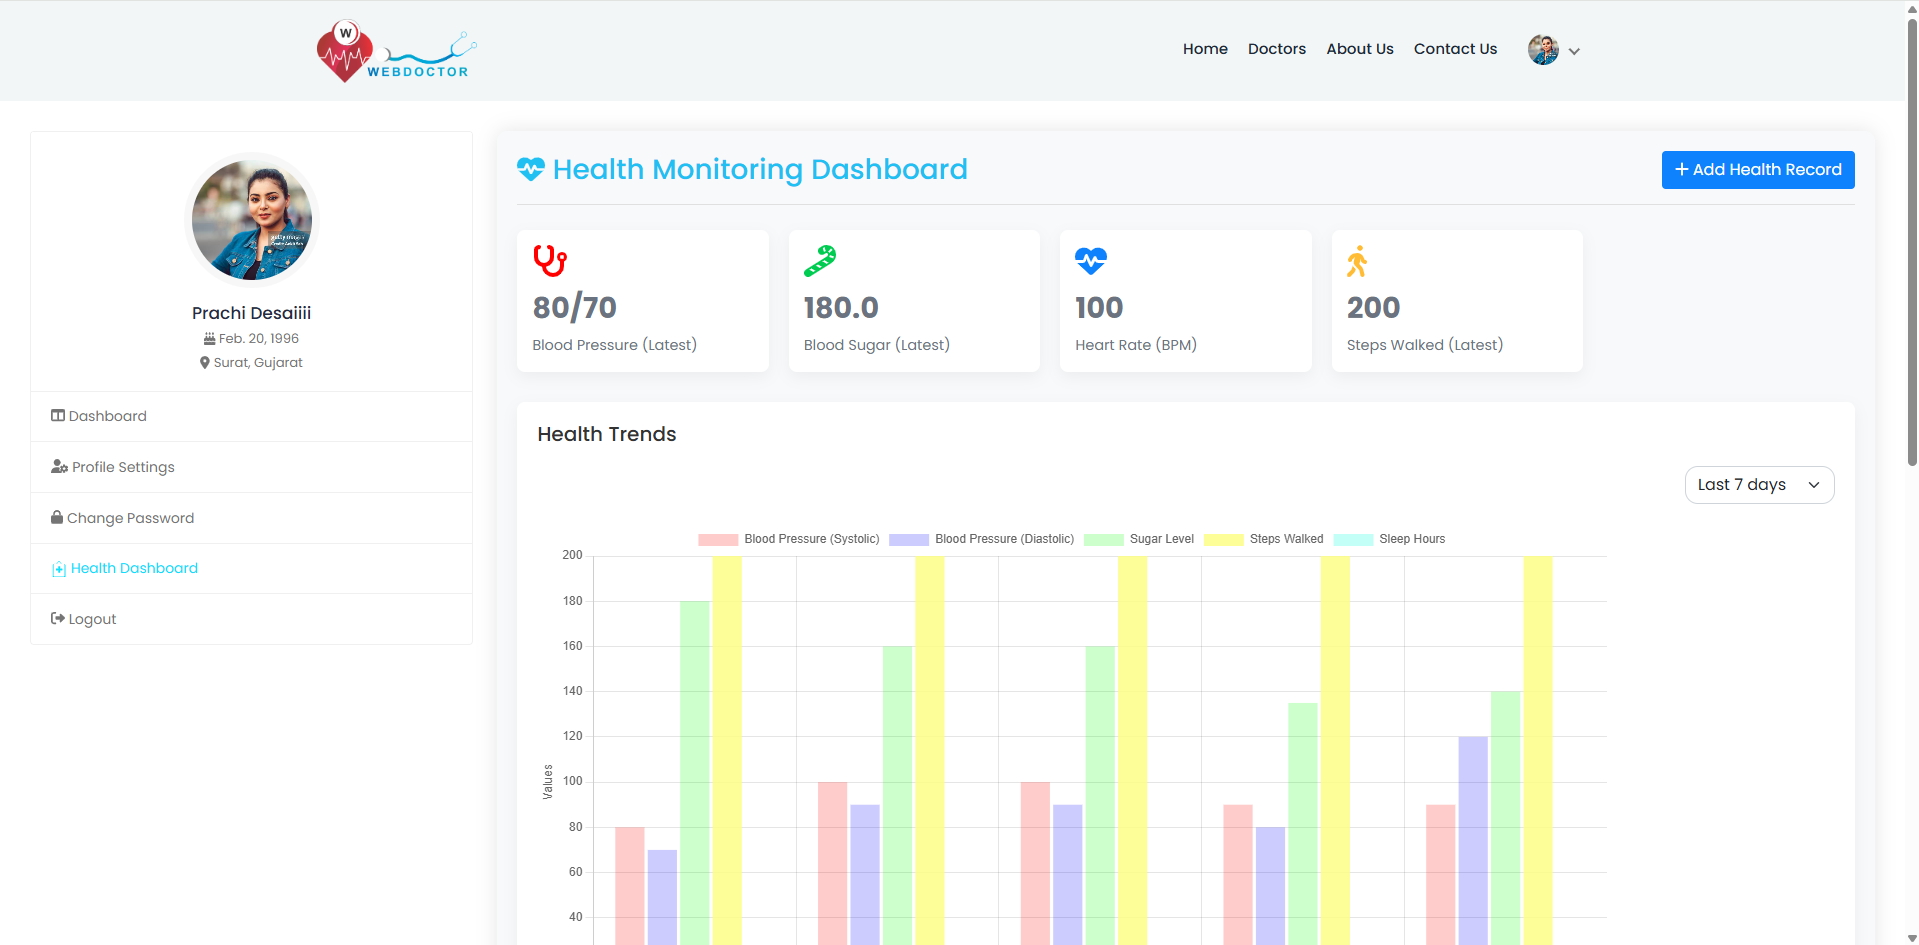 W
WEBDOCTOR
Home Doctors About Us Contact Us
Prachi Desaiiii
Feb. 20, 1996
Surat, Gujarat
Dashboard
Profile Settings
Change Password
Health Dashboard
Logout
Health Monitoring Dashboard
+ Add Health Record
80/70
Blood Pressure (Latest)
180.0
Blood Sugar (Latest)
100
Heart Rate (BPM)
200
Steps Walked (Latest)
Health Trends
Last 7 days
Blood Pressure (Systolic) Blood Pressure (Diastolic) Sugar Level Steps Walked Sleep Hours
200
180
160
140
120
100
80
60
40
Values